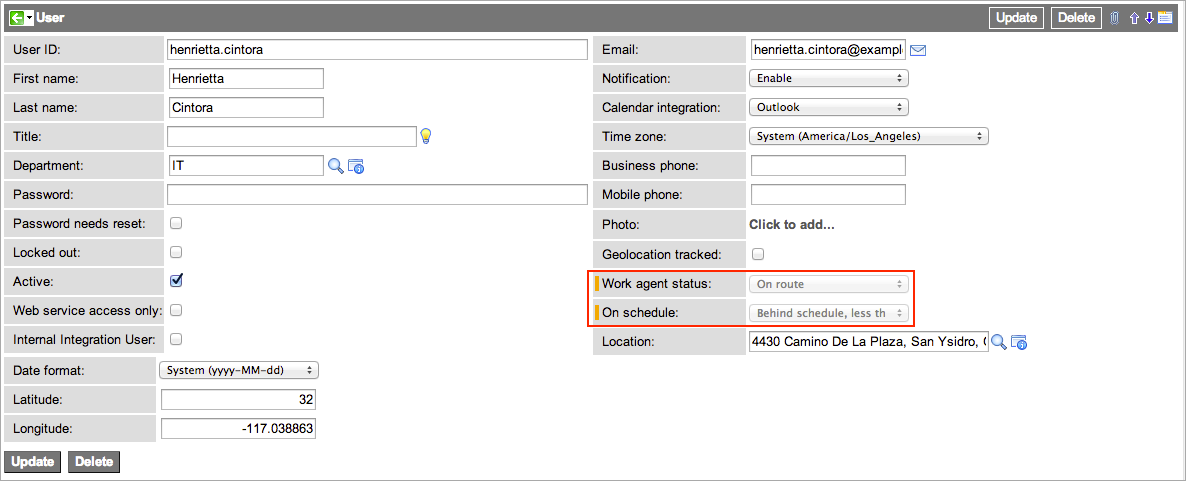 User Update Delete
User ID: henrietta.cintora
First name: Henrietta
Last name: Cintora
Title:
Department: IT
Password:
Password needs reset:
Locked out:
Active:
Web service access only:
Internal Integration User:
Date format: System (yyyy-MM-dd)
Latitude: 32
Longitude: -117.038863
Email: henrietta.cintora@exampl
Notification: Enable
Calendar integration: Outlook
Time zone: System (America/Los_Angeles)
Business phone:
Mobile phone:
Photo: Click to add...
Geolocation tracked:
Work agent status: On route
On schedule: Behind schedule, less th
Location: 4430 Camino De La Plaza, San Ysidro, C
Update Delete